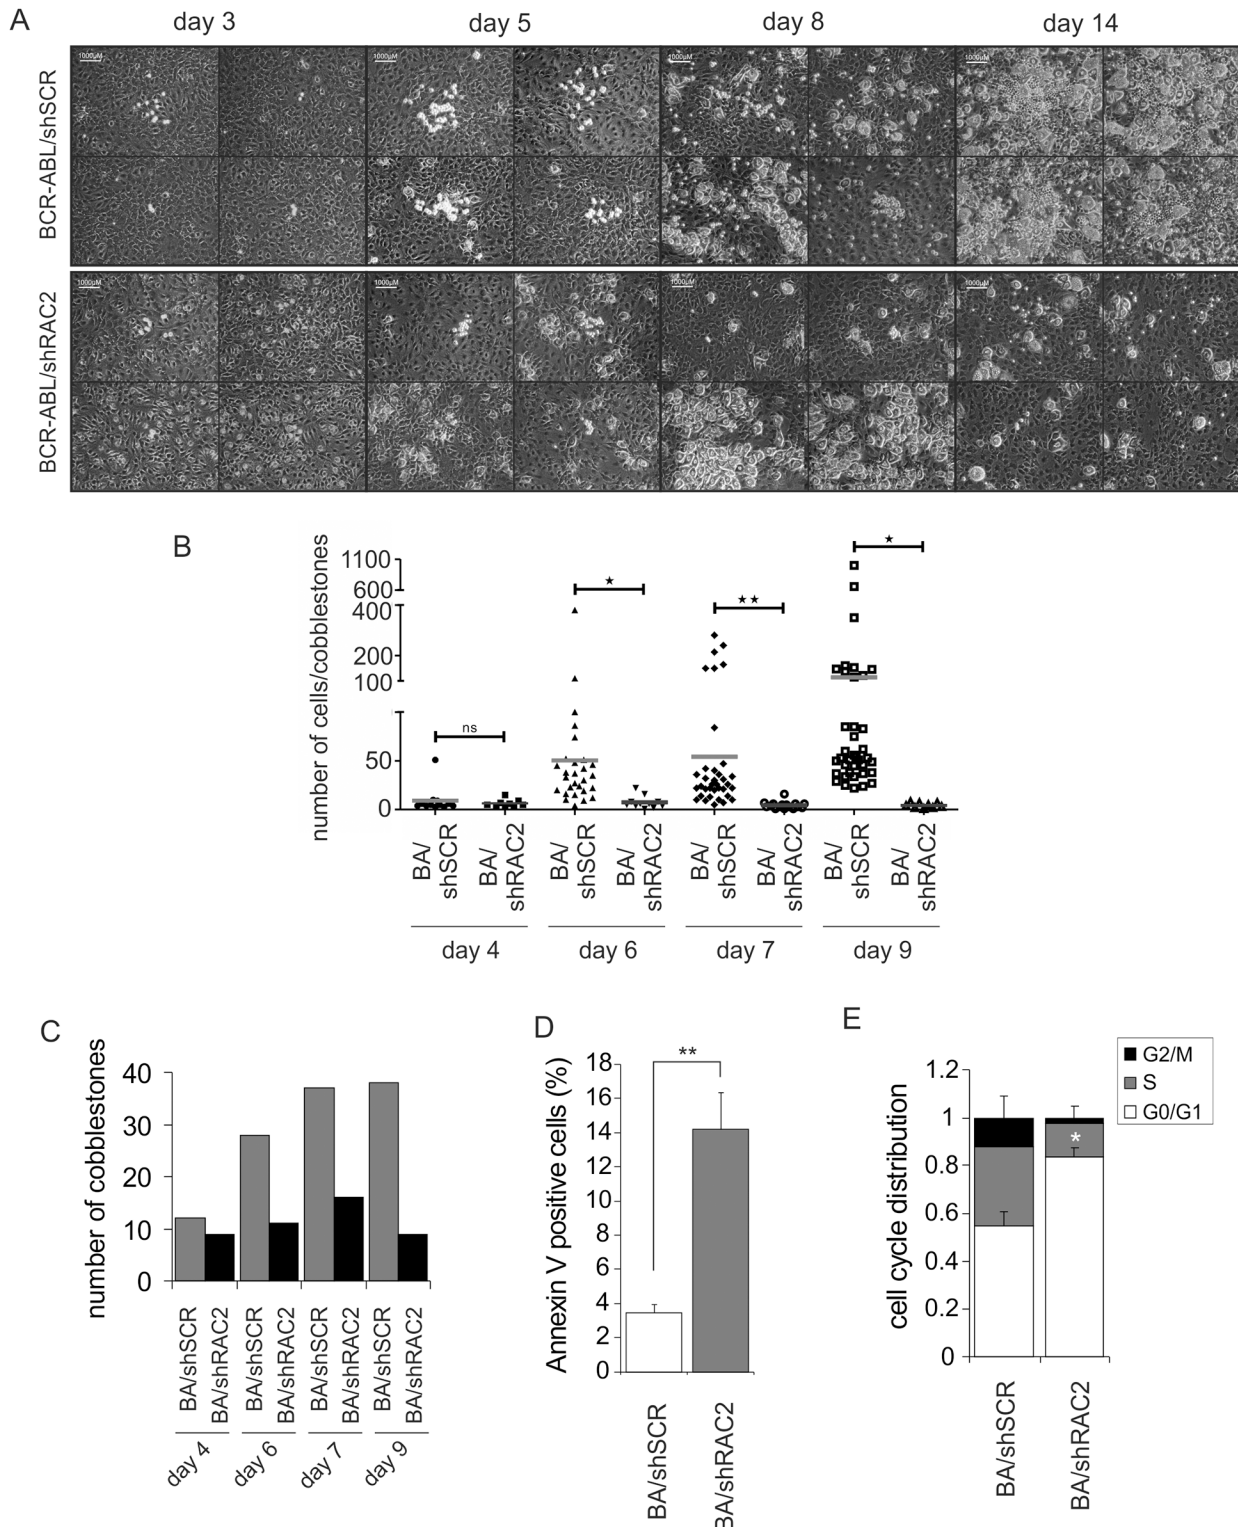 A
day 3
day 5
day 8
day 14
BCR-ABL/shSCR
1000µM
1000µM
1000µM
1000µM
BCR-ABL/shRAC2
1000µM
1000µM
1000µM
1000µM
B
number of cells/cobblestones
1100
600
400
200
100
50
0
ns
★
★★
★
BA/
shSCR
BA/
shRAC2
BA/
shSCR
BA/
shRAC2
BA/
shSCR
BA/
shRAC2
BA/
shSCR
BA/
shRAC2
day 4
day 6
day 7
day 9
C
number of cobblestones
40
30
20
10
0
BA/shSCR
BA/shRAC2
BA/shSCR
BA/shRAC2
BA/shSCR
BA/shRAC2
BA/shSCR
BA/shRAC2
day 4
day 6
day 7
day 9
D
Annexin V positive cells (%)
18
16
14
12
10
8
6
4
2
0
**
BA/shSCR
BA/shRAC2
E
G2/M
S
G0/G1
cell cycle distribution
1.2
1
0.8
0.6
0.4
0.2
0
*
BA/shSCR
BA/shRAC2